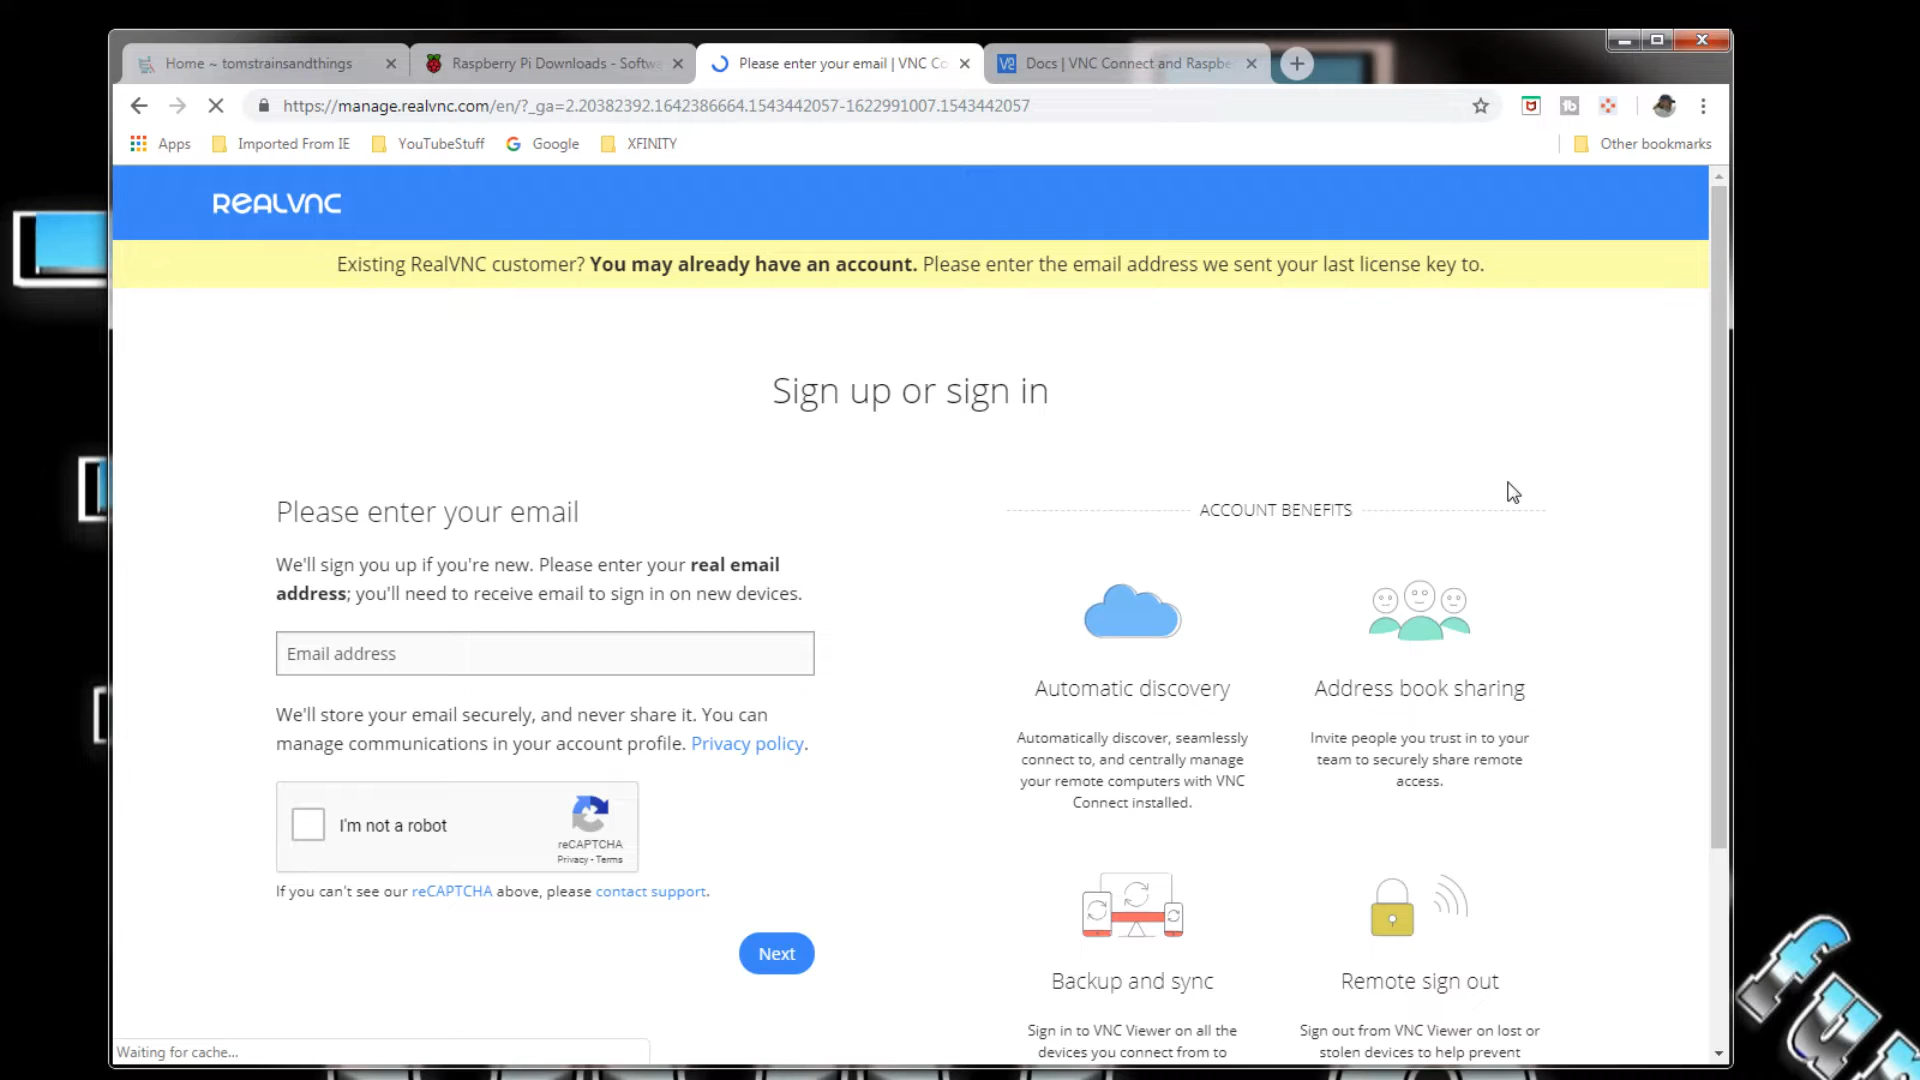 Home ~ tomstrainsandthings
Raspberry Pi Downloads - Softwa
Please enter your email | VNC Co
Docs | VNC Connect and Raspbe
https://manage.realvnc.com/en/?_ga=2.20382392.1642386664.1543442057-1622991007.1543442057
Apps
Imported From IE
YouTubeStuff
Google
XFINITY
Other bookmarks
REALVNC
Existing RealVNC customer? You may already have an account. Please enter the email address we sent your last license key to.
Sign up or sign in
Please enter your email
We'll sign you up if you're new. Please enter your real email
address; you'll need to receive email to sign in on new devices.
Email address
We'll store your email securely, and never share it. You can
manage communications in your account profile. Privacy policy.
I'm not a robot
reCAPTCHA
Privacy - Terms
If you can't see our reCAPTCHA above, please contact support.
Next
ACCOUNT BENEFITS
Automatic discovery
Automatically discover, seamlessly
connect to, and centrally manage
your remote computers with VNC
Connect installed.
Address book sharing
Invite people you trust in to your
team to securely share remote
access.
Backup and sync
Sign in to VNC Viewer on all the
devices you connect from to
Remote sign out
Sign out from VNC Viewer on lost or
stolen devices to help prevent
Waiting for cache...